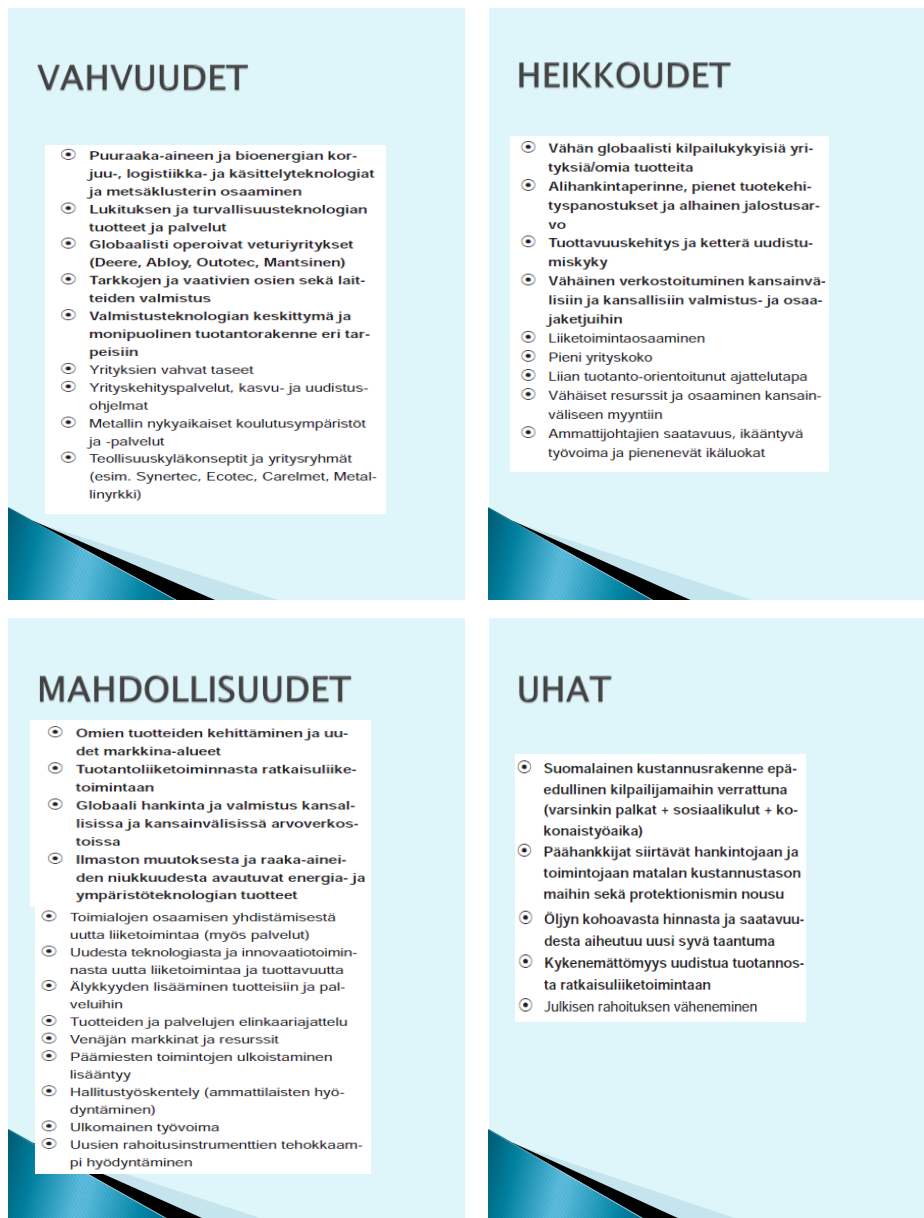 VAHVUUDET
Puuraaka-aineen ja bioenergian kor-
juu-, logistiikka- ja käsittelyteknologiat
ja metsäklusterin osaaminen
Lukituksen ja turvallisuusteknologian
tuotteet ja palvelut
Globaalisti operoivat veturiyritykset
(Deere, Abloy, Outotec, Mantsinen)
Tarkkojen ja vaativien osien sekä lait-
teiden valmistus
Valmistusteknologian keskittymä ja
monipuolinen tuotantorakenne eri tar-
peisiin
Yrityksien vahvat taseet
Yrityskehityspalvelut, kasvu- ja uudistus-
ohjelmat
Metallin nykyaikaiset koulutusympäristöt
ja -palvelut
Teollisuuskyläkonseptit ja yritysryhmät
(esim. Synertec, Ecotec, Carelmet, Metal-
linyrkki)
HEIKKOUDET
Vähän globaalisti kilpailukykyisiä yri-
tyksiä/omia tuotteita
Alihankintaperinne, pienet tuotekehi-
tyspanostukset ja alhainen jalostusar-
vo
Tuottavuuskehitys ja ketterä uudistu-
miskyky
Vähäinen verkostoituminen kansainvä-
lisiin ja kansallisiin valmistus- ja osaa-
jaketjuihin
Liiketoimintaosaaminen
Pieni yrityskoko
Liian tuotanto-orientoitunut ajattelutapa
Vähäiset resurssit ja osaaminen kansain-
väliseen myyntiin
Ammattijohtajien saatavuus, ikääntyvä
työvoima ja pienenevät ikäluokat
MAHDOLLISUUDET
Omien tuotteiden kehittäminen ja uu-
det markkina-alueet
Tuotantoliiketoiminnasta ratkaisuliike-
toimintaan
Globaali hankinta ja valmistus kansal-
lisissa ja kansainvälisissä arvoverkos-
toissa
Ilmaston muutoksesta ja raaka-ainei-
den niukkuudesta avautuvat energia- ja
ympäristöteknologian tuotteet
Toimialojen osaamisen yhdistämisestä
uutta liiketoimintaa (myös palvelut)
Uudesta teknologiasta ja innovaatiotoimin-
nasta uutta liiketoimintaa ja tuottavuutta
Älykkyyden lisääminen tuotteisiin ja pal-
veluihin
Tuotteiden ja palvelujen elinkaariajattelu
Venäjän markkinat ja resurssit
Päämiesten toimintojen ulkoistaminen
lisääntyy
Hallitustyöskentely (ammattilaisten hyö-
dyntäminen)
Ulkomainen työvoima
Uusien rahoitusinstrumenttien tehokkaam-
pi hyödyntäminen
UHAT
Suomalainen kustannusrakenne epä-
edullinen kilpailijamaihin verrattuna
(varsinkin palkat + sosiaalikulut + ko-
konaistyöaika)
Päähankkijat siirtävät hankintojaan ja
toimintojaan matalan kustannustason
maihin sekä protektionismin nousu
Öljyn kohoavasta hinnasta ja saatavuu-
desta aiheutuu uusi syvä taantuma
Kykenemättömyys uudistua tuotannos-
ta ratkaisuliiketoimintaan
Julkisen rahoituksen väheneminen